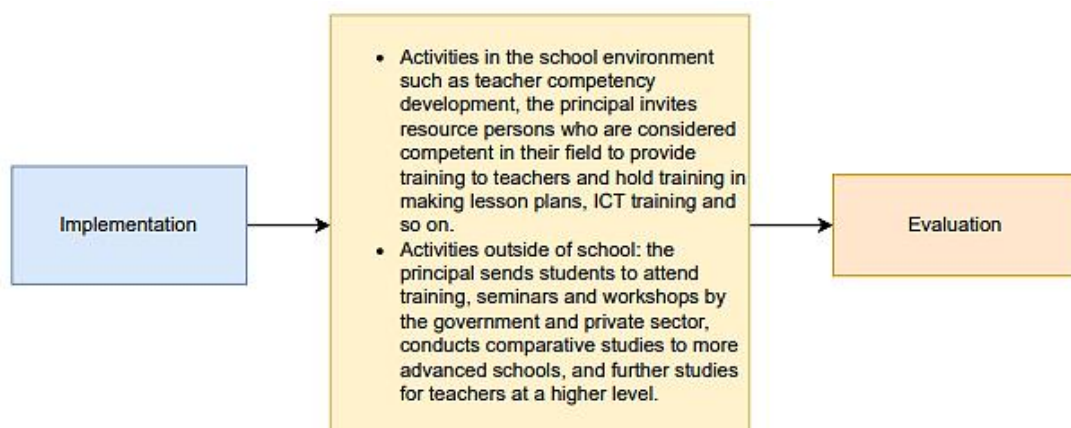 Implementation
• Activities in the school environment
such as teacher competency
development, the principal invites
resource persons who are considered
competent in their field to provide
training to teachers and hold training in
making lesson plans, ICT training and
so on.
• Activities outside of school: the
principal sends students to attend
training, seminars and workshops by
the government and private sector,
conducts comparative studies to more
advanced schools, and further studies
for teachers at a higher level.
Evaluation